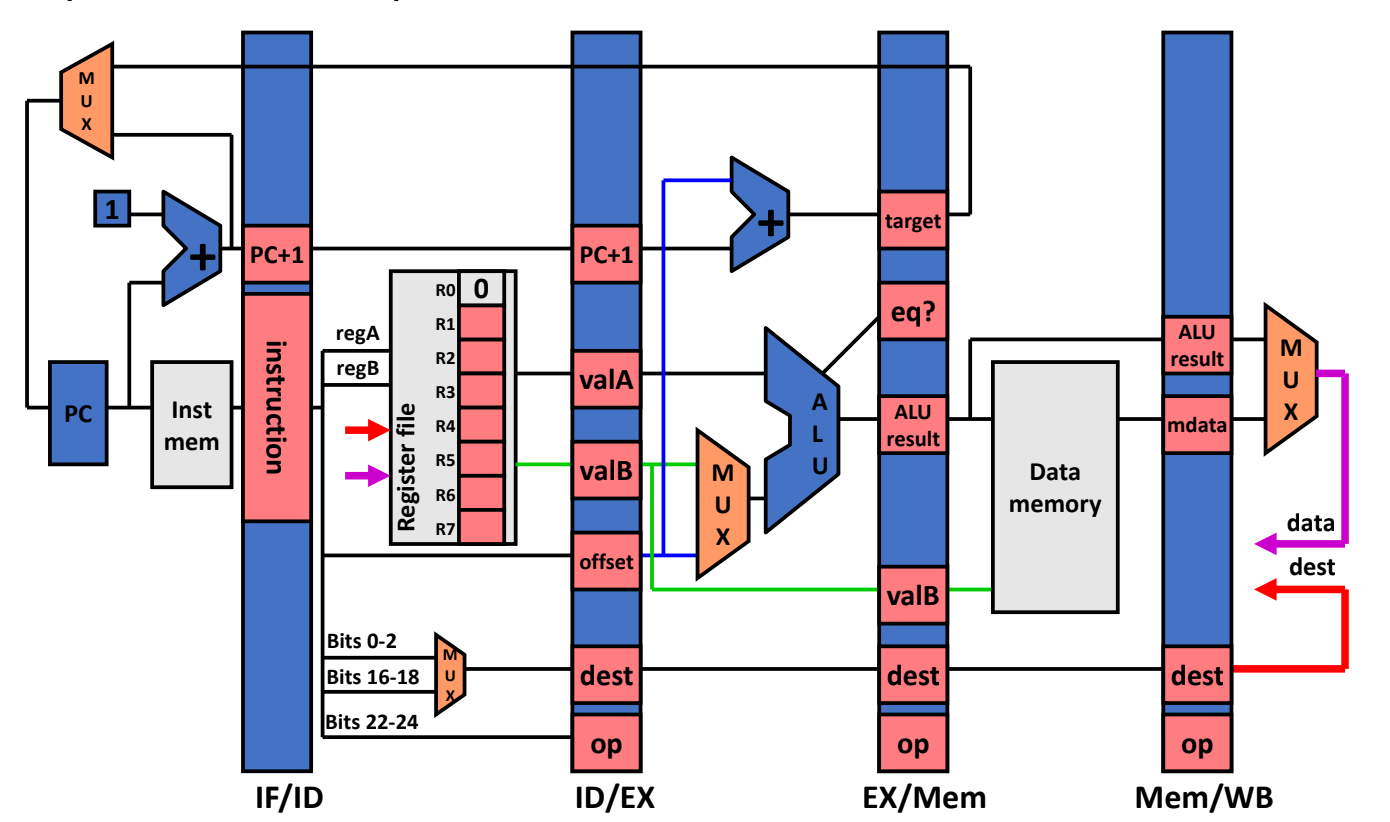 M
U
X
1
+
PC
Inst
mem
PC+1
instruction
IF/ID
regA
regB
Register file
R0 0
R1
R2
R3
R4
R5
R6
R7
Bits 0-2
Bits 16-18
Bits 22-24
M
U
X
PC+1
valA
valB
offset
dest
op
ID/EX
+
M
U
X
A
L
U
target
eq?
ALU
result
valB
dest
op
EX/Mem
Data
memory
ALU
result
mdata
dest
op
Mem/WB
M
U
X
data
dest